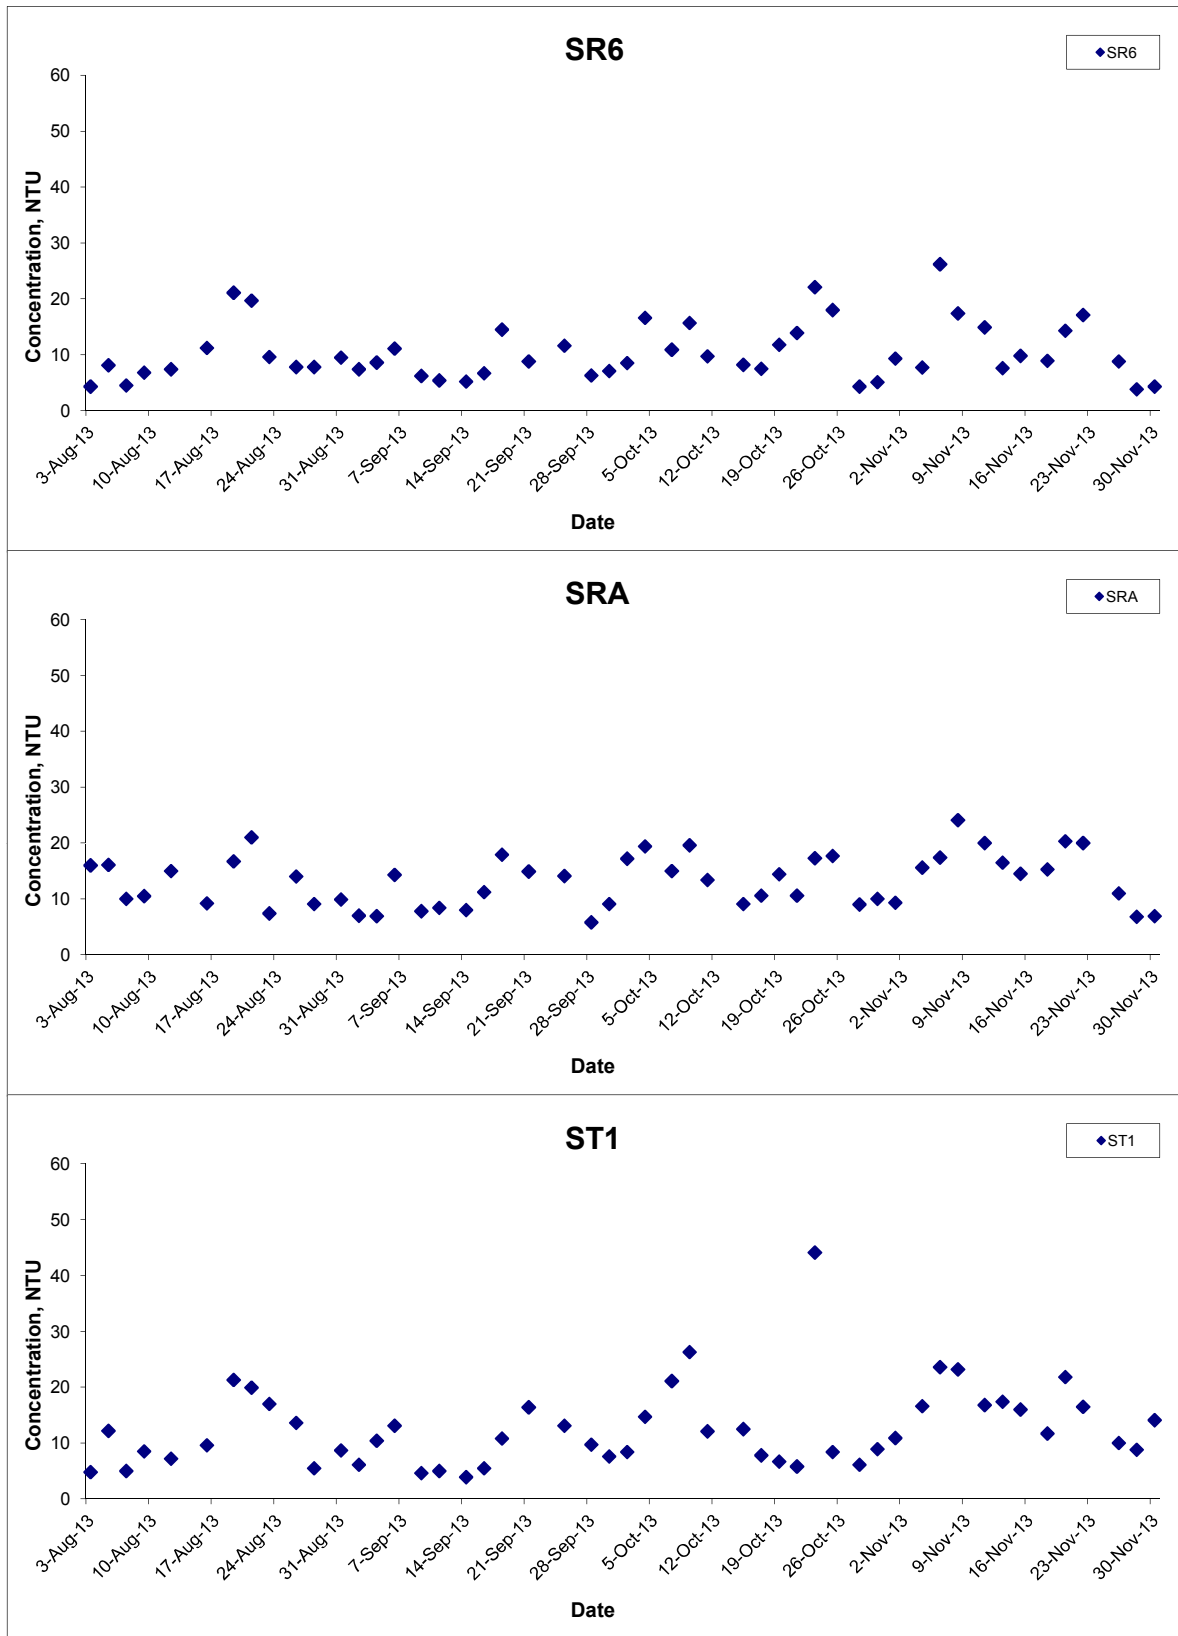 SR6
SR6
60
50
40
30
20
10
0
Concentration, NTU
3-Aug-13
10-Aug-13
17-Aug-13
24-Aug-13
31-Aug-13
7-Sep-13
14-Sep-13
21-Sep-13
28-Sep-13
5-Oct-13
12-Oct-13
19-Oct-13
26-Oct-13
2-Nov-13
9-Nov-13
16-Nov-13
23-Nov-13
30-Nov-13
Date
SRA
SRA
60
50
40
30
20
10
0
Concentration, NTU
3-Aug-13
10-Aug-13
17-Aug-13
24-Aug-13
31-Aug-13
7-Sep-13
14-Sep-13
21-Sep-13
28-Sep-13
5-Oct-13
12-Oct-13
19-Oct-13
26-Oct-13
2-Nov-13
9-Nov-13
16-Nov-13
23-Nov-13
30-Nov-13
Date
ST1
ST1
60
50
40
30
20
10
0
Concentration, NTU
3-Aug-13
10-Aug-13
17-Aug-13
24-Aug-13
31-Aug-13
7-Sep-13
14-Sep-13
21-Sep-13
28-Sep-13
5-Oct-13
12-Oct-13
19-Oct-13
26-Oct-13
2-Nov-13
9-Nov-13
16-Nov-13
23-Nov-13
30-Nov-13
Date